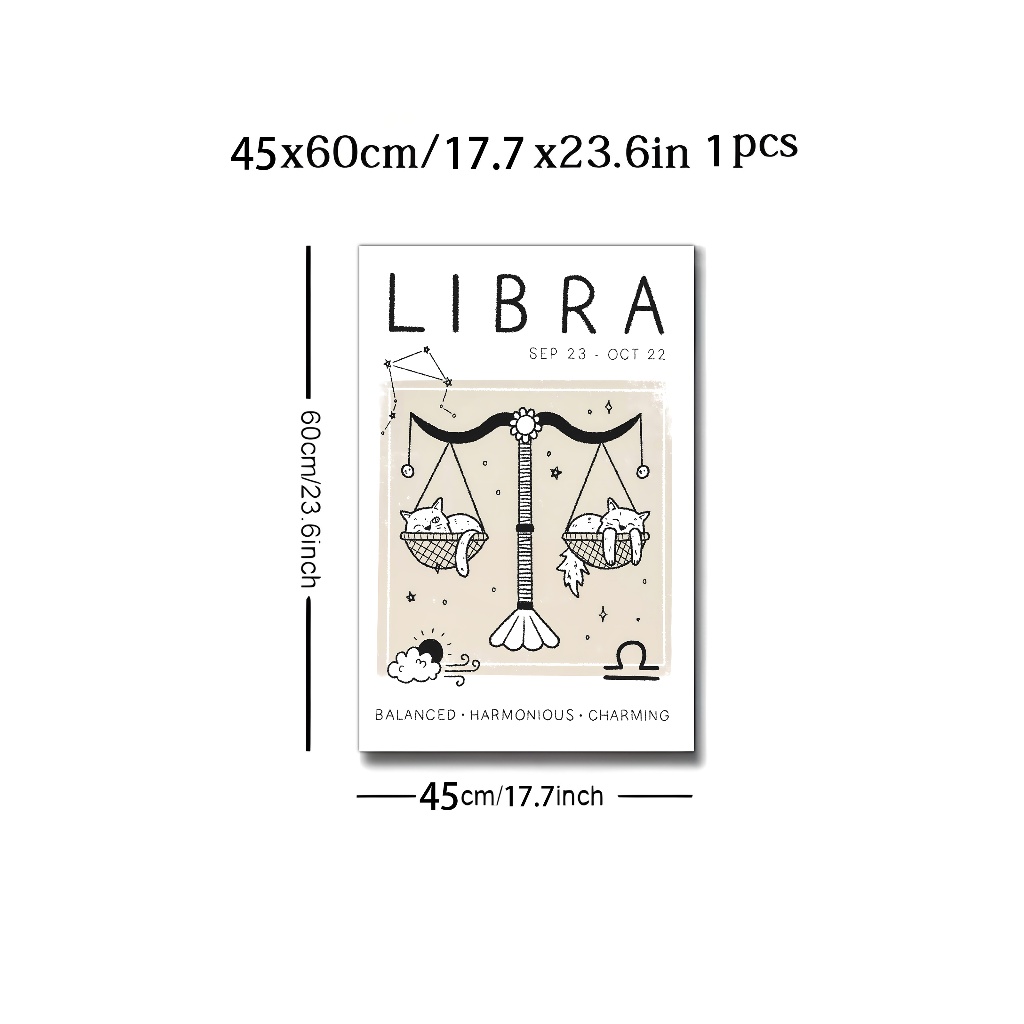 45x60cm/17.7 x23.6in 1pcs
LIBRA
SEP 23 - OCT 22
60cm/23.6inch
BALANCED • HARMONIOUS • CHARMING
45cm/17.7inch